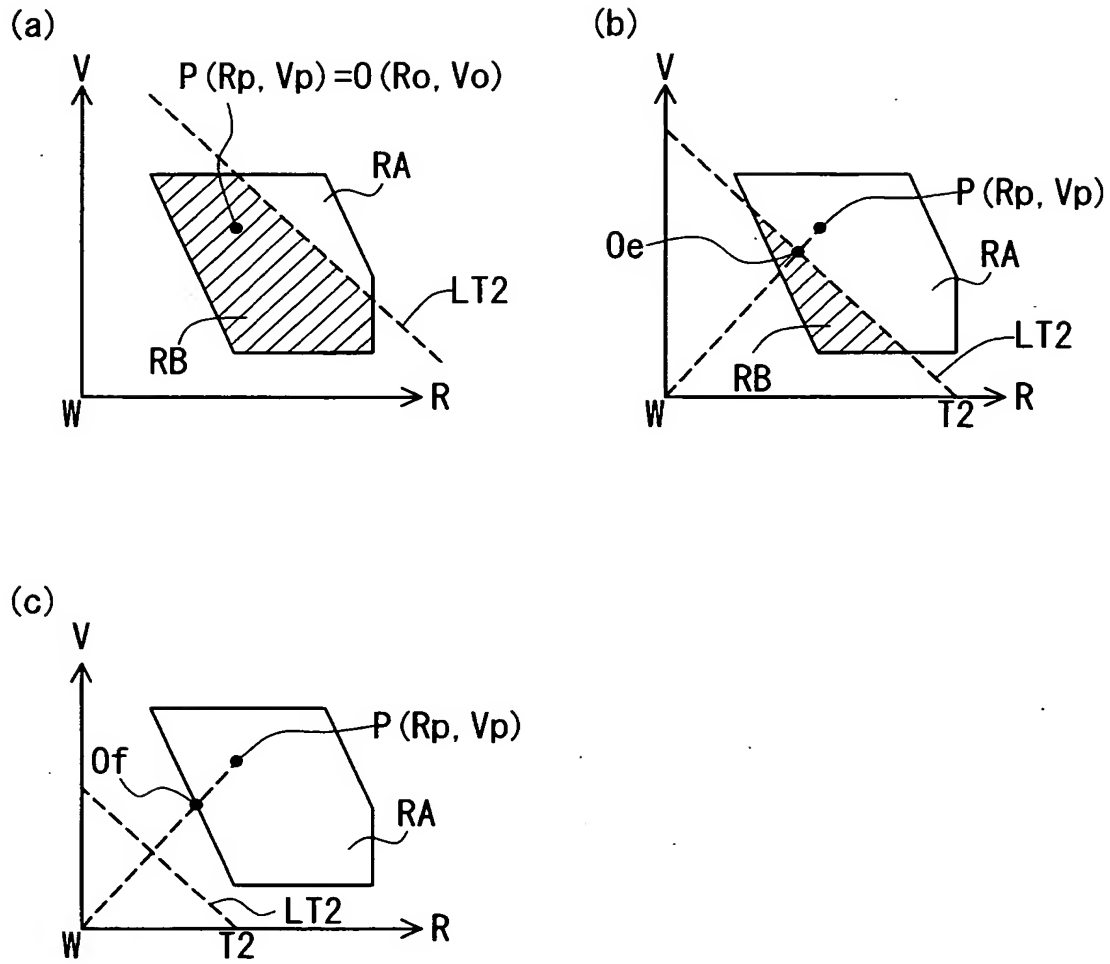 (a)
V
P(Rp, Vp)=O(Ro, Vo)
RA
LT2
RB
W
R
(b)
V
P(Rp, Vp)
Oe
RA
LT2
RB
W
T2
R
(c)
V
P(Rp, Vp)
Of
RA
LT2
W
T2
R